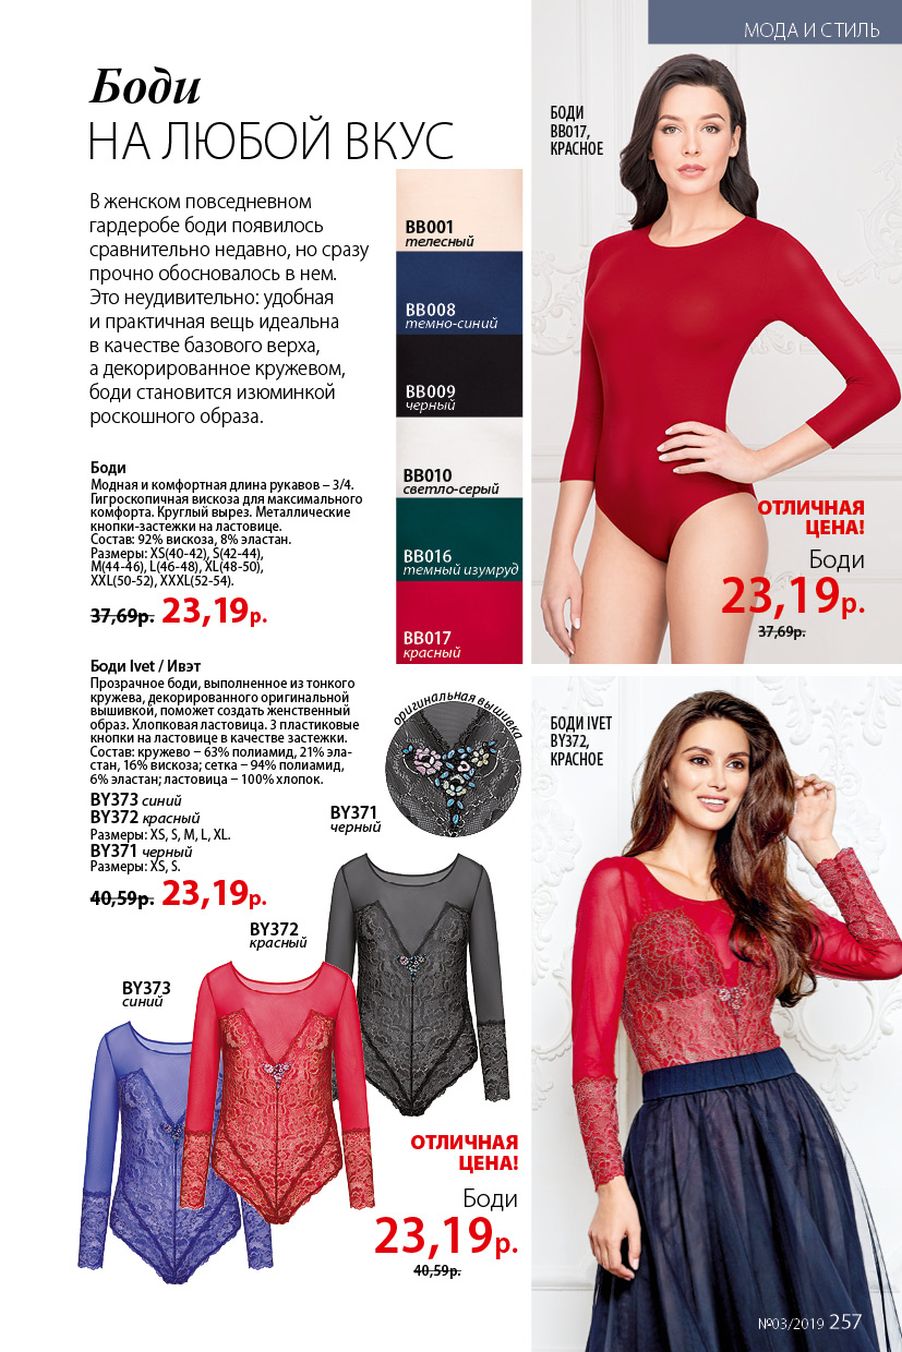 МОДА И СТИЛЬ
Боди
НА ЛЮБОЙ ВКУС
В женском повседневном
гардеробе боди появилось
сравнительно недавно, но сразу
прочно обосновалось в нем.
Это неудивительно: удобная
и практичная вещь идеальна
в качестве базового верха,
а декорированное кружевом,
боди становится изюминкой
роскошного образа.
Боди
Модная и комфортная длина рукавов – 3/4.
Гигроскопичная вискоза для максимального
комфорта. Круглый вырез. Металлические
кнопки-застежки на ластовице.
Состав: 92% вискоза, 8% эластан.
Размеры: XS(40-42), S(42-44),
M(44-46), L(46-48), XL(48-50),
XXL(50-52), XXXL(52-54).
37,69р. 23,19р.
BB001
телесный
BB008
темно-синий
BB009
черный
BB010
светло-серый
BB016
темный изумруд
BB017
красный
БОДИ
BB017,
КРАСНОЕ
ОТЛИЧНАЯ
ЦЕНА!
Боди
23,19р.
37,69р.
Боди Ivet / Ивэт
Прозрачное боди, выполненное из тонкого
кружева, декорированного оригинальной
вышивкой, поможет создать женственный
образ. Хлопковая ластовица. 3 пластиковые
кнопки на ластовице в качестве застежки.
Состав: кружево – 63% полиамид, 21% эла-
стан, 16% вискоза; сетка – 94% полиамид,
6% эластан; ластовица – 100% хлопок.
BY373 синий
BY372 красный
Размеры: XS, S, M, L, XL.
BY371 черный
Размеры: XS, S.
40,59р. 23,19р.
оригинальная вышивка
BY371
черный
BY372
красный
BY373
синий
ОТЛИЧНАЯ
ЦЕНА!
Боди
23,19р.
40,59р.
БОДИ IVET
BY372,
КРАСНОЕ
№03/2019 257